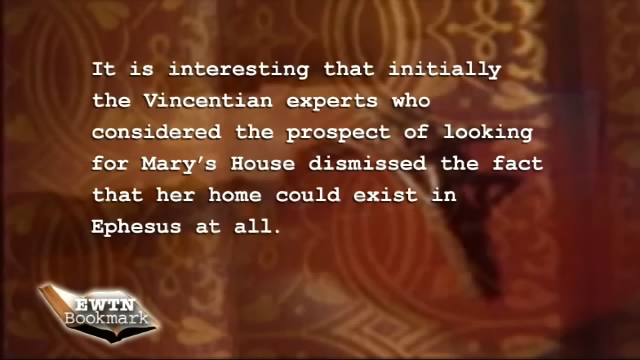 It is interesting that initially
the Vincentian experts who
considered the prospect of looking
for Mary's House dismissed the fact
that her home could exist in
Ephesus at all.
EWTN
Bookmark